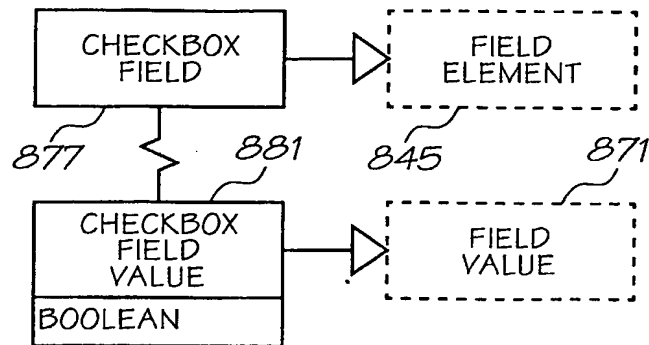 CHECKBOX
FIELD
FIELD
ELEMENT
877
845
881
871
CHECKBOX
FIELD
VALUE
FIELD
VALUE
BOOLEAN